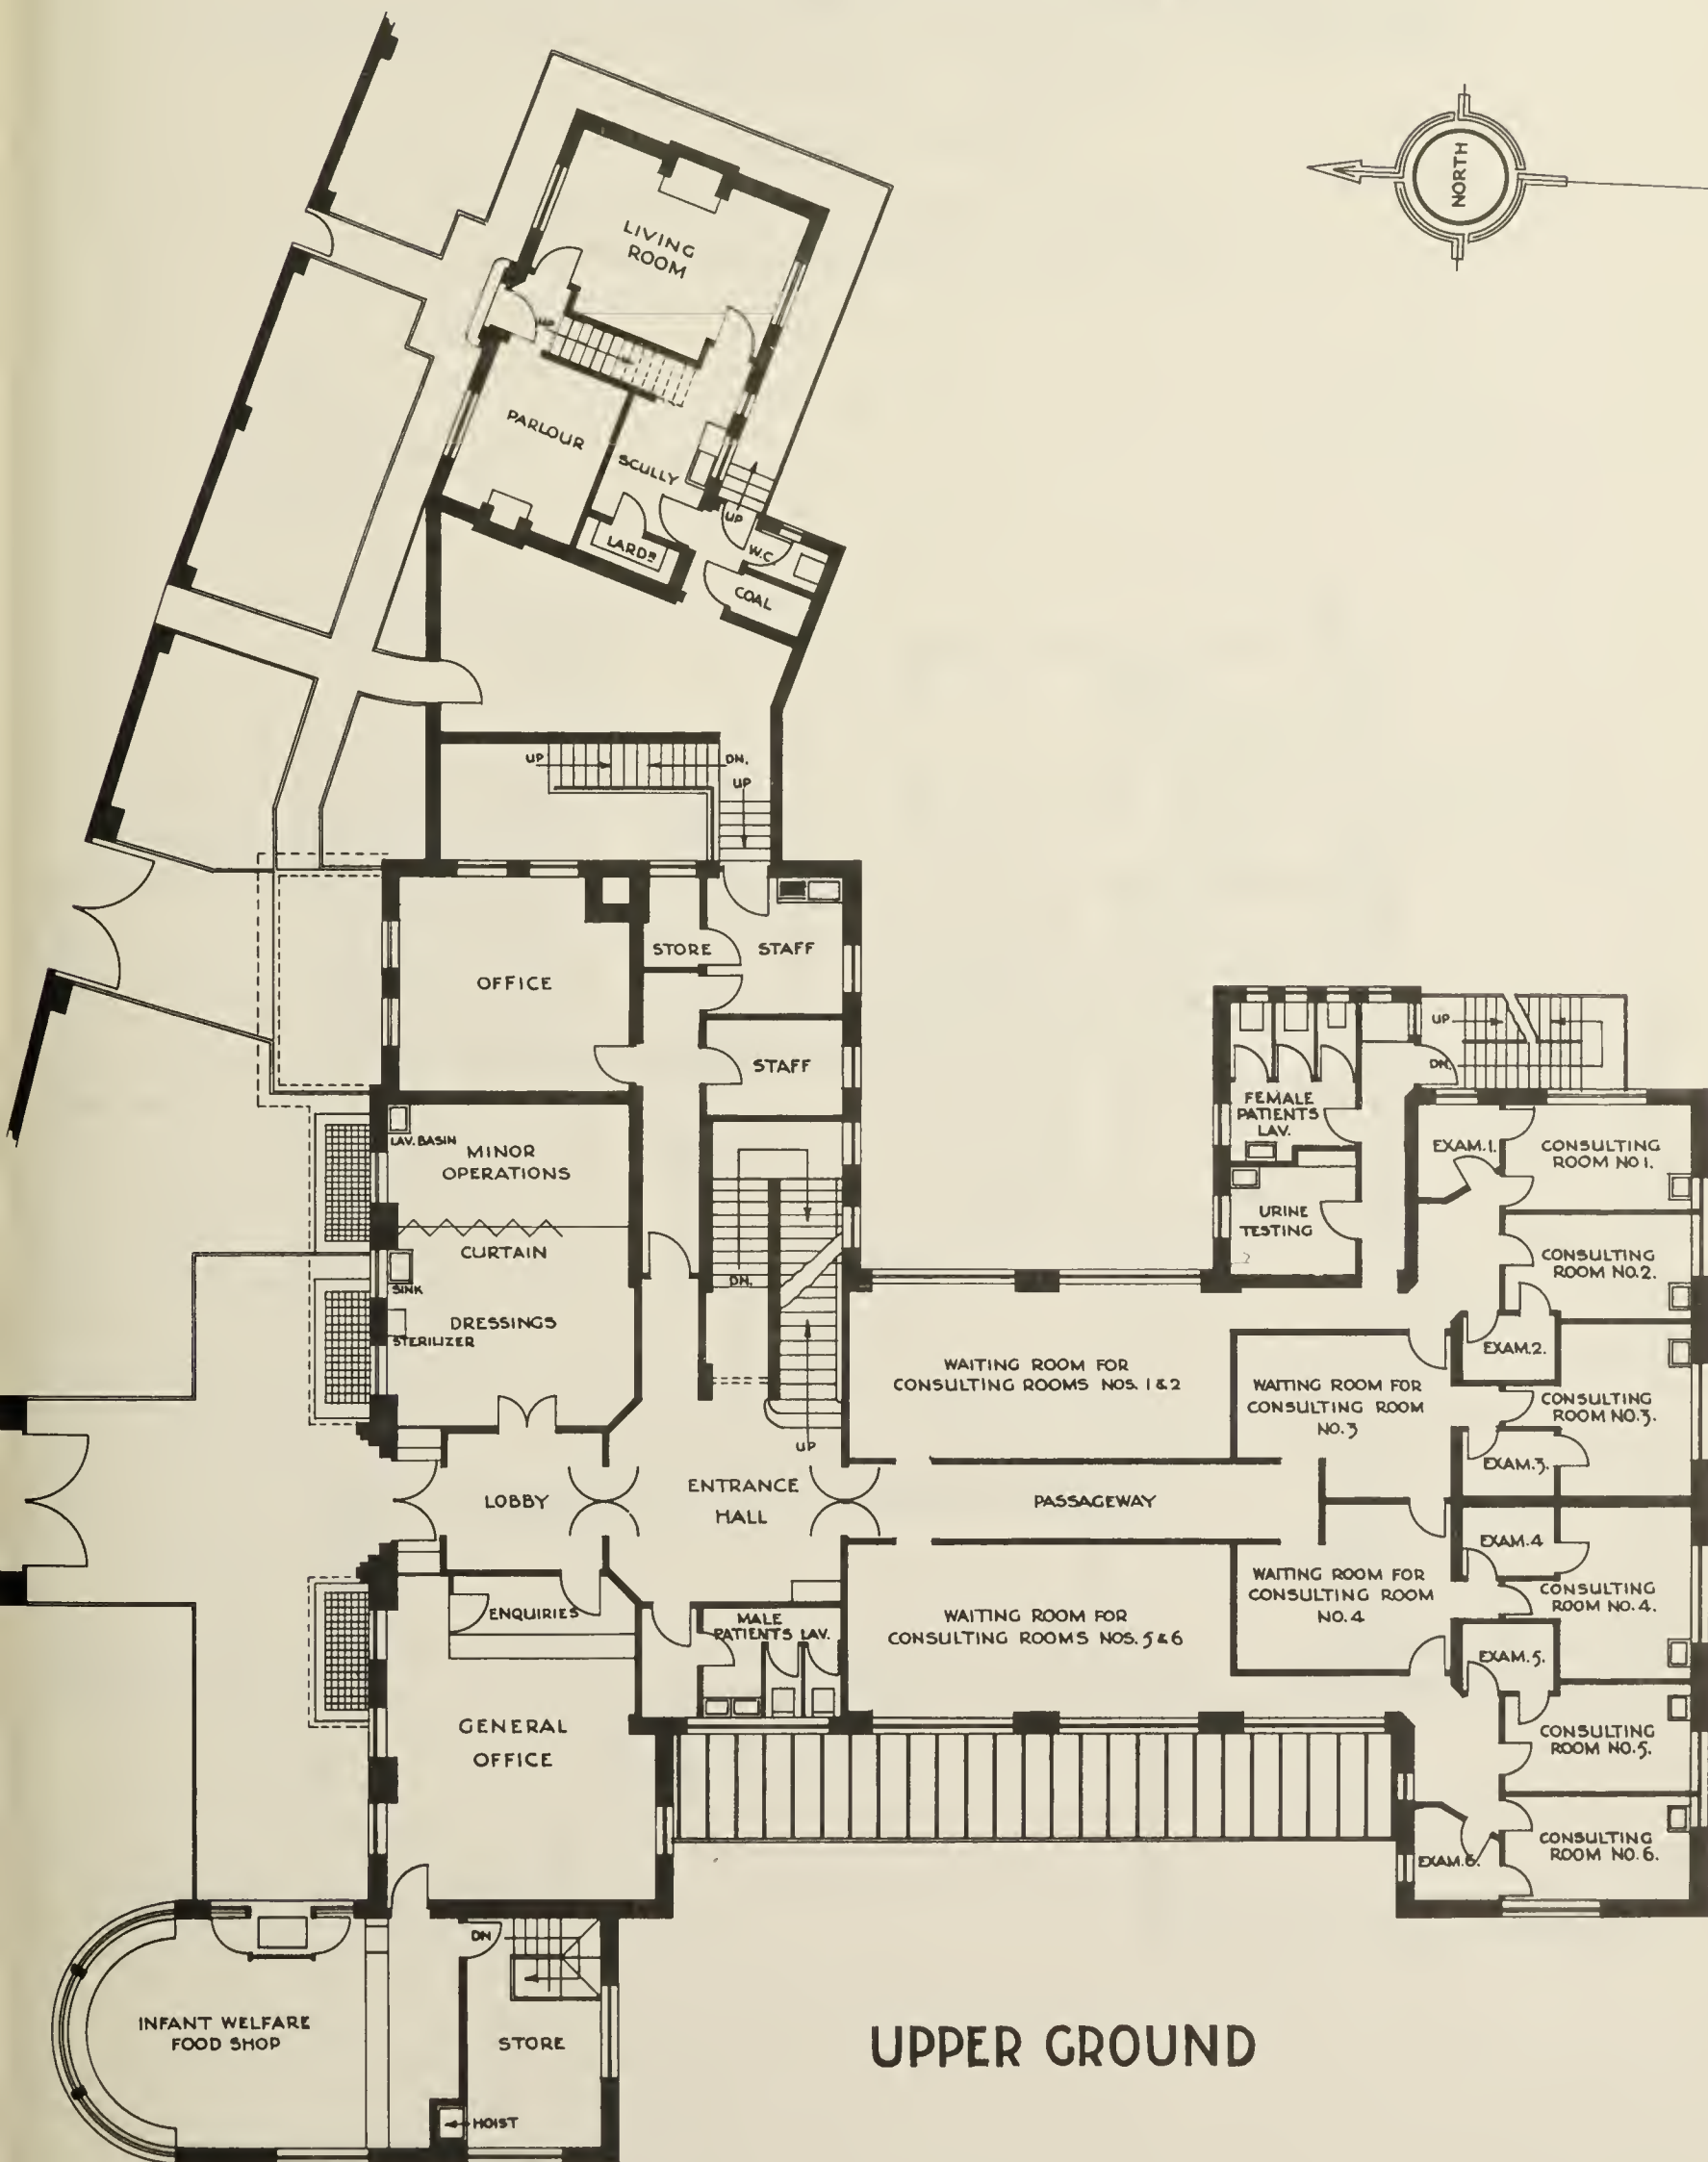 NORTH
LIVING
ROOM
UP
PARLOUR
SCULLY
UP
LARDR
W.C.
COAL
UP
DN.
UP
STORE
STAFF
OFFICE
STAFF
LAV. BASIN
MINOR
OPERATIONS
CURTAIN
SINK
DN.
DRESSINGS
STERILIZER
UP
UP
DN.
FEMALE
PATIENTS
LAV.
URINE
TESTING
EXAM.1.
CONSULTING
ROOM NO1.
CONSULTING
ROOM NO.2.
EXAM.2.
WAITING ROOM FOR
CONSULTING ROOMS NOS. 1 & 2
WAITING ROOM FOR
CONSULTING ROOM
NO.3
CONSULTING
ROOM NO.3.
EXAM.3.
LOBBY
ENTRANCE
HALL
PASSAGEWAY
EXAM.4
CONSULTING
ROOM NO.4.
ENQUIRIES
MALE
PATIENTS LAV.
WAITING ROOM FOR
CONSULTING ROOMS NOS. 5 & 6
WAITING ROOM FOR
CONSULTING ROOM
NO.4
EXAM.5.
CONSULTING
ROOM NO.5.
GENERAL
OFFICE
EXAM.6.
CONSULTING
ROOM NO.6.
DN
INFANT WELFARE
FOOD SHOP
STORE
HOIST
UPPER GROUND